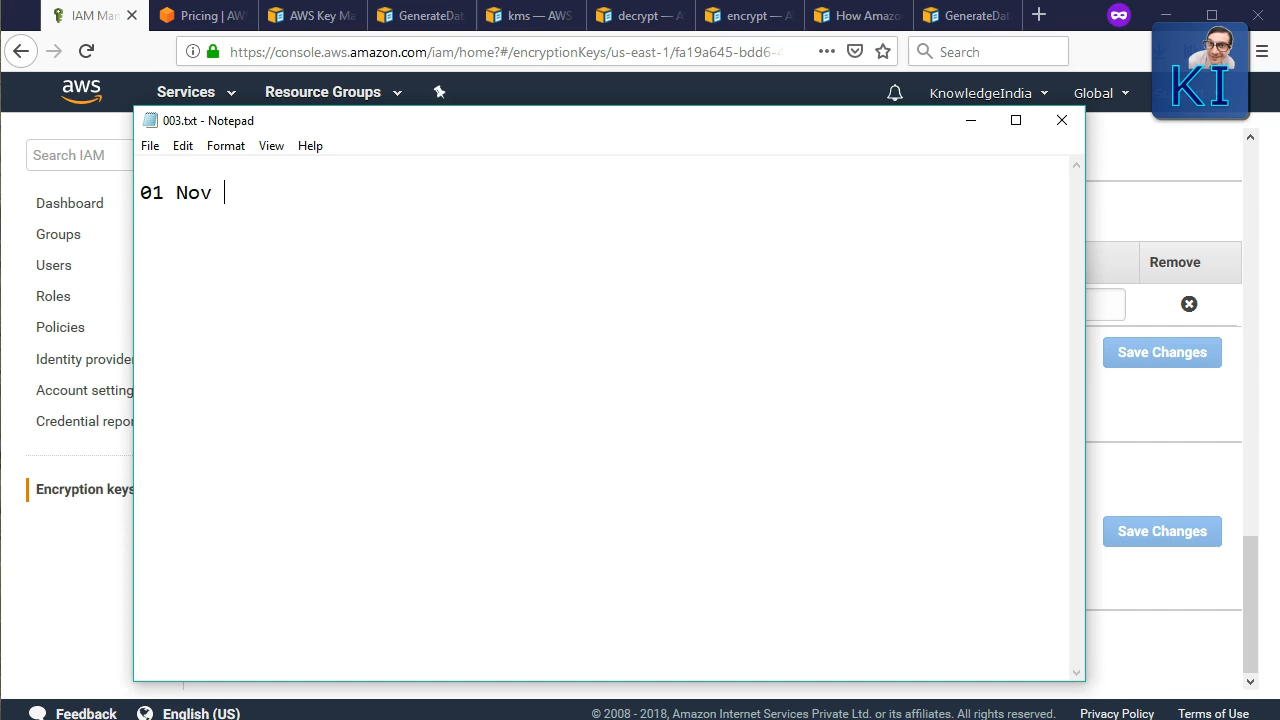 IAM Man
Pricing | AWS
AWS Key Ma
GenerateData
kms — AWS
decrypt — A
encrypt — A
How Amazo
GenerateDat
https://console.aws.amazon.com/iam/home?#/encryptionKeys/us-east-1/fa19a645-bdd6-4
Search
KI
aws
Services
Resource Groups
KnowledgeIndia
Global
003.txt - Notepad
File Edit Format View Help
01 Nov
Search IAM
Dashboard
Groups
Users
Roles
Policies
Identity provider
Account setting
Credential repor
Encryption keys
Remove
Save Changes
Save Changes
Feedback
English (US)
© 2008 - 2018, Amazon Internet Services Private Ltd. or its affiliates. All rights reserved.
Privacy Policy
Terms of Use